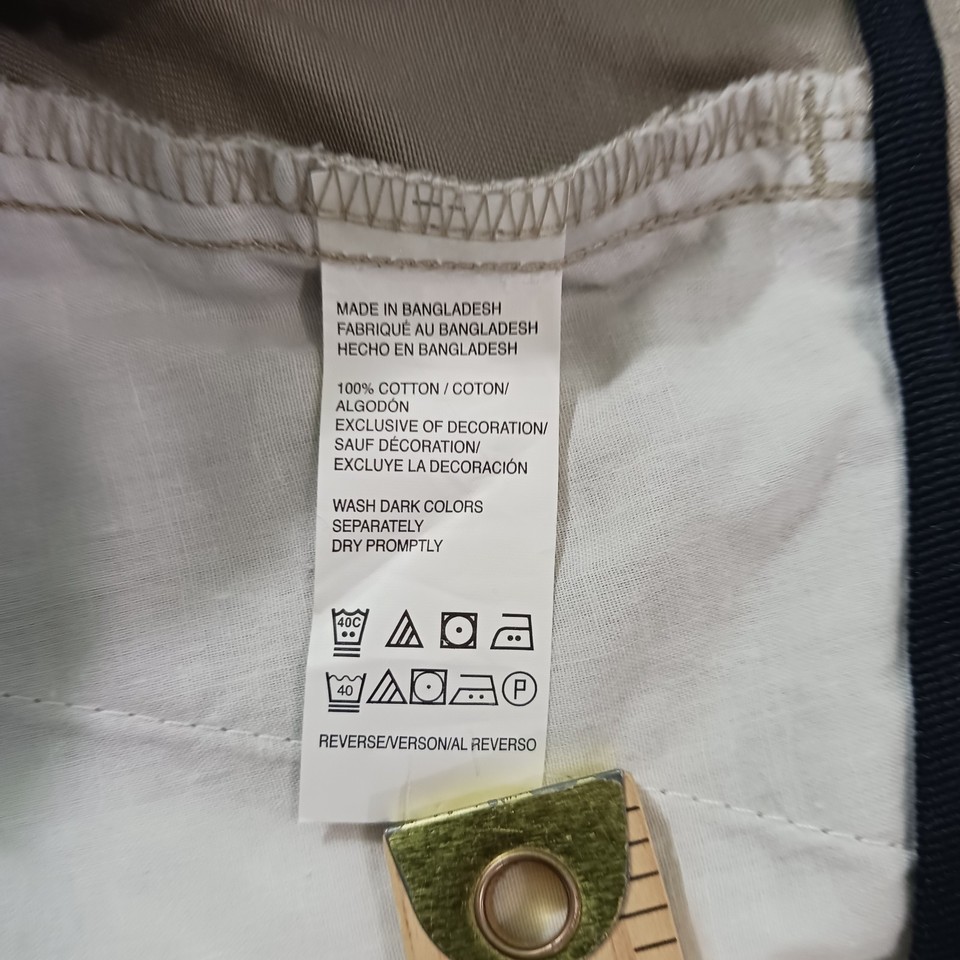 MADE IN BANGLADESH
FABRIQUÉ AU BANGLADESH
HECHO EN BANGLADESH
100% COTTON / COTON/
ALGODÓN
EXCLUSIVE OF DECORATION/
SAUF DÉCORATION/
EXCLUYE LA DECORACIÓN
WASH DARK COLORS
SEPARATELY
DRY PROMPTLY
40C
40 P
REVERSE/VERSON/AL REVERSO